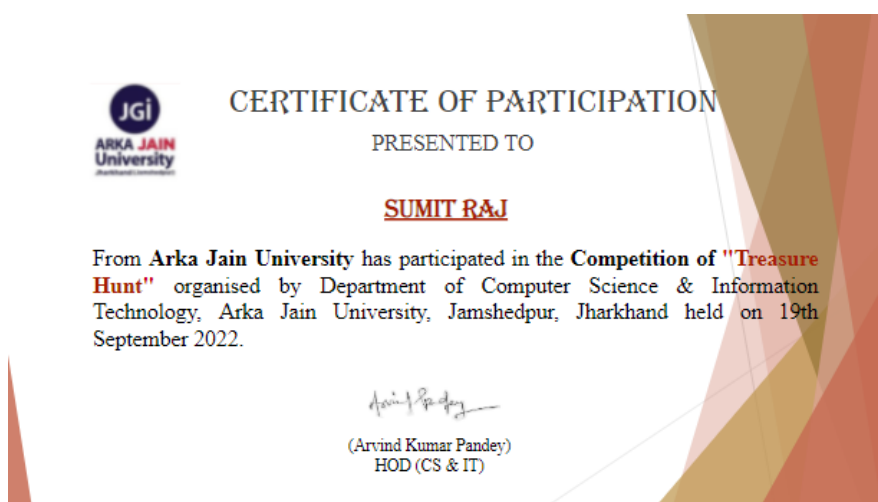 JGi
ARKA JAIN
University
Jharkhand (Jamshedpur)
CERTIFICATE OF PARTICIPATION
PRESENTED TO
SUMIT RAJ
From Arka Jain University has participated in the Competition of "Treasure
Hunt" organised by Department of Computer Science & Information
Technology, Arka Jain University, Jamshedpur, Jharkhand held on 19th
September 2022.
(Arvind Kumar Pandey)
HOD (CS & IT)